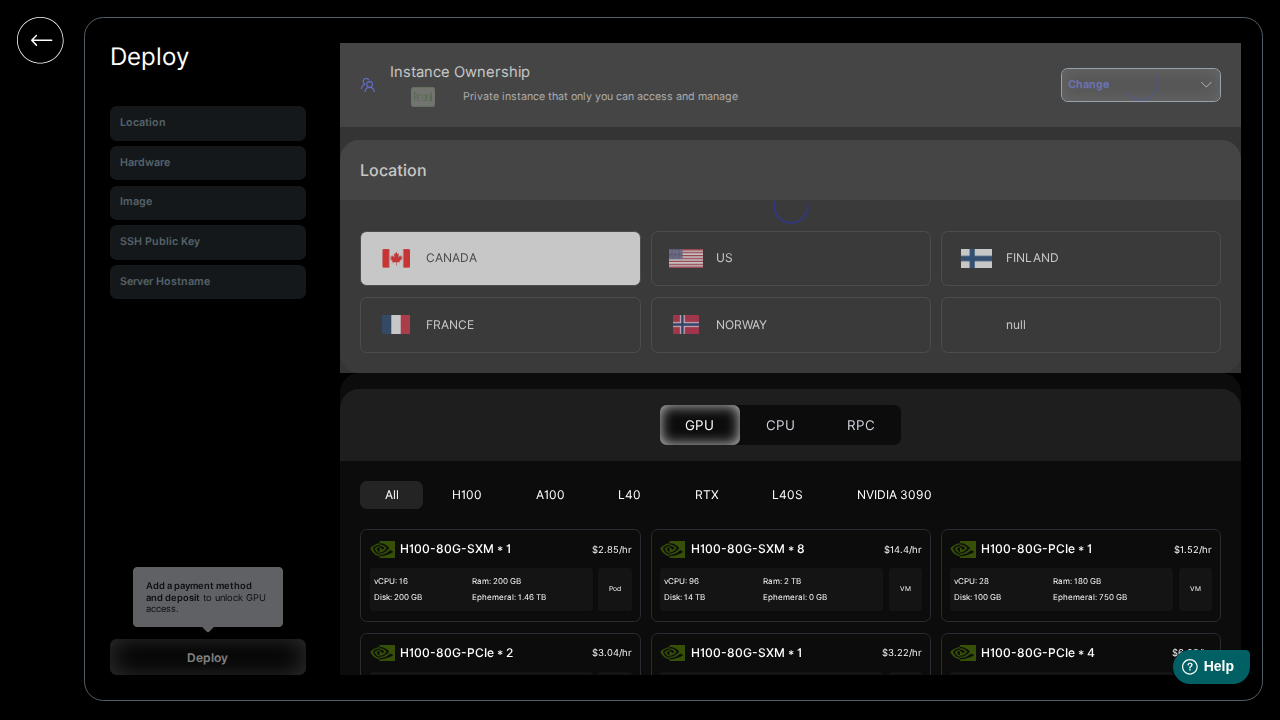 Deploy
Location
Hardware
Image
SSH Public Key
Server Hostname
Add a payment method
and deposit to unlock GPU
access.
Deploy
Instance Ownership
Private instance that only you can access and manage
Change
Location
CANADA
US
FINLAND
FRANCE
NORWAY
null
GPU
CPU
RPC
All
H100
A100
L40
RTX
L40S
NVIDIA 3090
H100-80G-SXM * 1
$2.85/hr
vCPU: 16
Ram: 200 GB
Disk: 200 GB
Ephemeral: 1.46 TB
Pod
H100-80G-SXM * 8
$14.4/hr
vCPU: 96
Ram: 2 TB
Disk: 14 TB
Ephemeral: 0 GB
VM
H100-80G-PCIe * 1
$1.52/hr
vCPU: 28
Ram: 180 GB
Disk: 100 GB
Ephemeral: 750 GB
VM
H100-80G-PCIe * 2
$3.04/hr
H100-80G-SXM * 1
$3.22/hr
H100-80G-PCIe * 4
Help